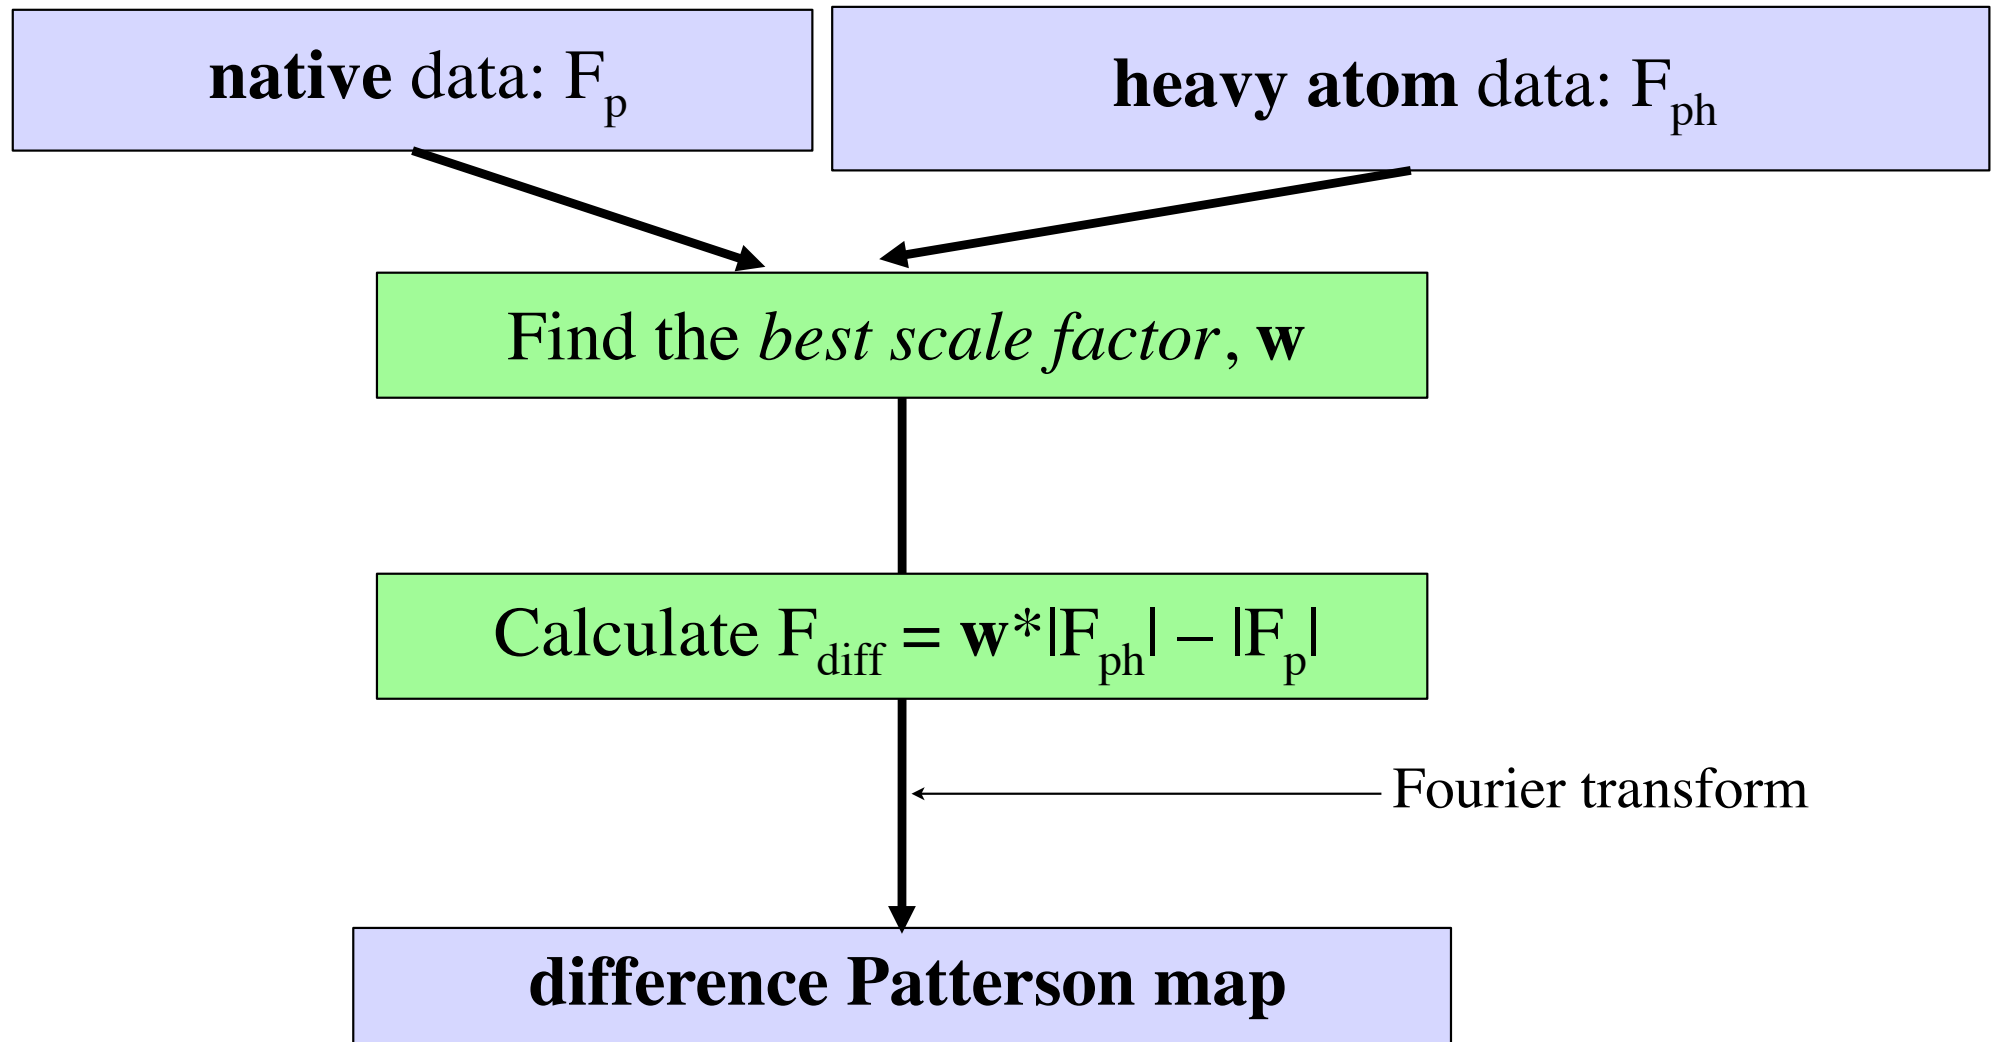 native data: Fp
heavy atom data: Fph
Find the best scale factor, w
Calculate Fdiff = w*|Fph| – |Fp|
Fourier transform
difference Patterson map